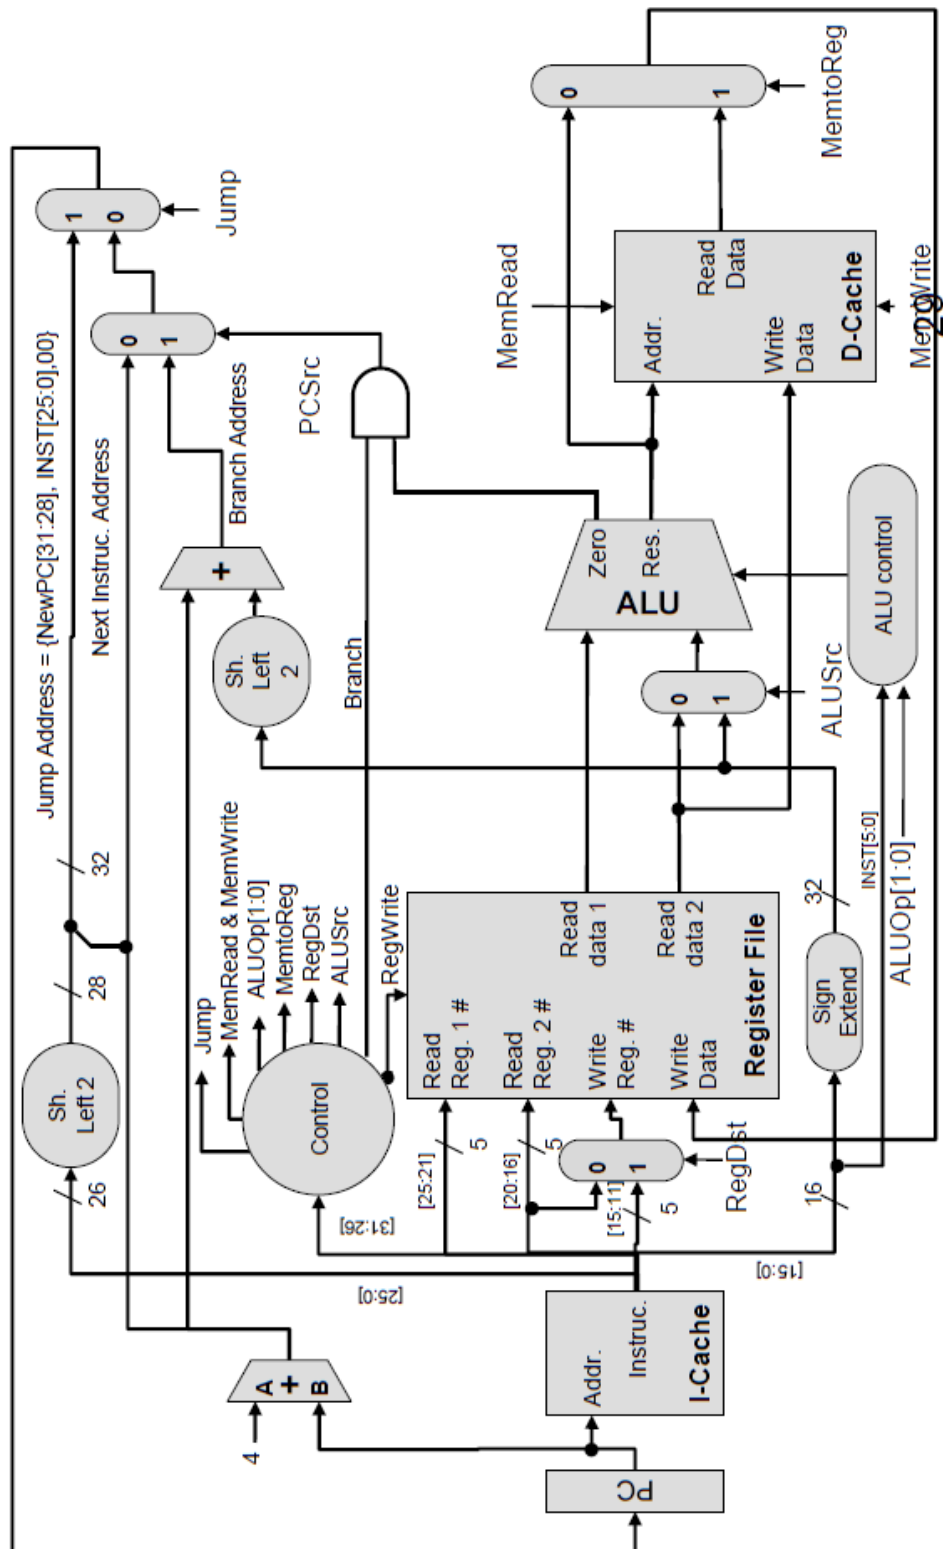 Jump Address = {NewPC[31:28], INST[25:0],00}
Next Instruc. Address
Branch Address
1
0
Jump
0
1
PCSrc
+
Sh.
Left
2
Branch
32
28
Sh.
Left 2
26
Jump
MemRead & MemWrite
ALUOp[1:0]
MemtoReg
RegDst
ALUSrc
RegWrite
Control
[31:26]
[25:0]
4
A
+
B
PC
Addr.
Instruc.
I-Cache
[25:21]
5
[20:16]
5
[15:11]
5
0
1
RegDst
[15:0]
16
Read
Reg. 1 #
Read
Reg. 2 #
Write
Reg. #
Write
Data
Read
data 1
Read
data 2
Register File
Sign
Extend
32
INST[5:0]
ALUOp[1:0]
ALU control
0
1
ALUSrc
ALU
Zero
Res.
MemRead
Addr.
Read
Data
Write
Data
D-Cache
MemWrite
29
0
1
MemtoReg